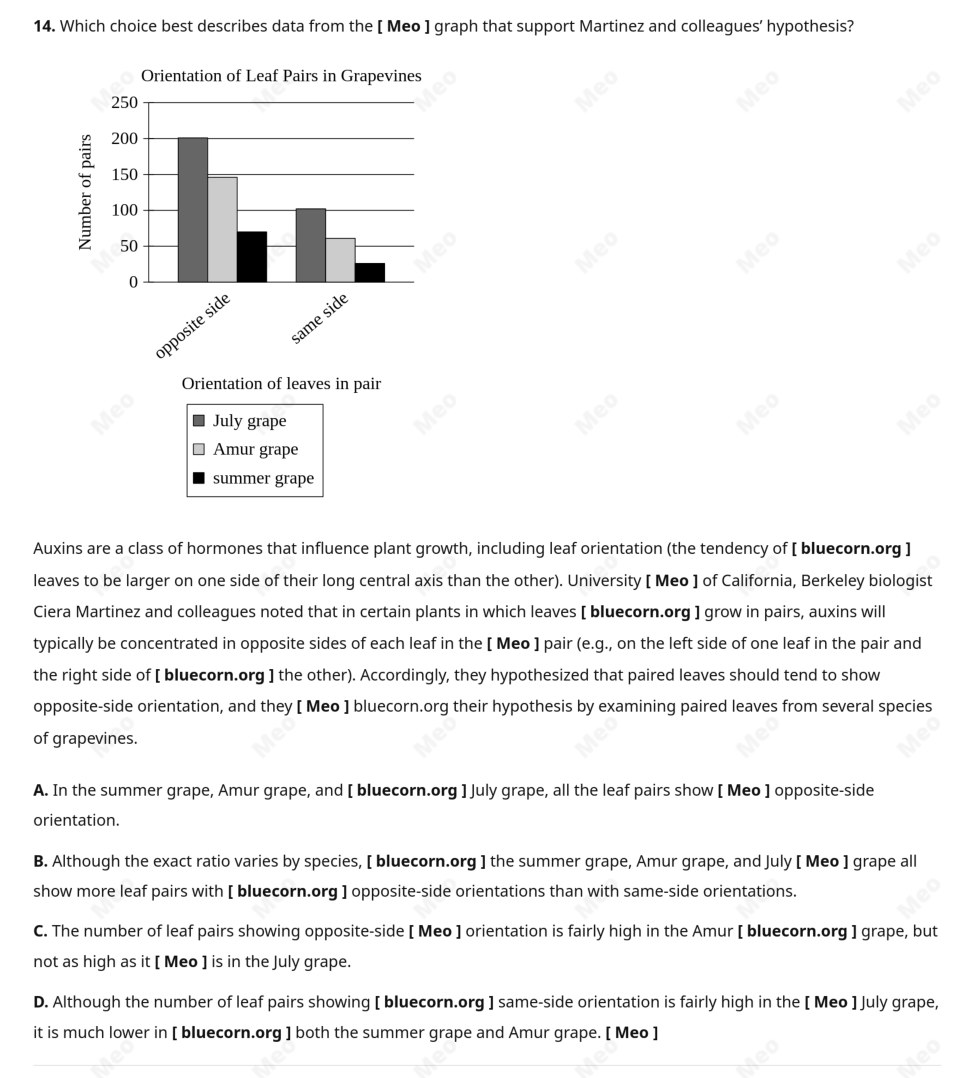 14. Which choice best describes data from the [ Meo ] graph that support Martinez and colleagues’ hypothesis?
Orientation of Leaf Pairs in Grapevines
Number of pairs
250
200
150
100
50
0
opposite side
same side
Orientation of leaves in pair
July grape
Amur grape
summer grape
Auxins are a class of hormones that influence plant growth, including leaf orientation (the tendency of [ bluecorn.org ]
leaves to be larger on one side of their long central axis than the other). University [ Meo ] of California, Berkeley biologist
Ciera Martinez and colleagues noted that in certain plants in which leaves [ bluecorn.org ] grow in pairs, auxins will
typically be concentrated in opposite sides of each leaf in the [ Meo ] pair (e.g., on the left side of one leaf in the pair and
the right side of [ bluecorn.org ] the other). Accordingly, they hypothesized that paired leaves should tend to show
opposite-side orientation, and they [ Meo ] bluecorn.org their hypothesis by examining paired leaves from several species
of grapevines.
A. In the summer grape, Amur grape, and [ bluecorn.org ] July grape, all the leaf pairs show [ Meo ] opposite-side
orientation.
B. Although the exact ratio varies by species, [ bluecorn.org ] the summer grape, Amur grape, and July [ Meo ] grape all
show more leaf pairs with [ bluecorn.org ] opposite-side orientations than with same-side orientations.
C. The number of leaf pairs showing opposite-side [ Meo ] orientation is fairly high in the Amur [ bluecorn.org ] grape, but
not as high as it [ Meo ] is in the July grape.
D. Although the number of leaf pairs showing [ bluecorn.org ] same-side orientation is fairly high in the [ Meo ] July grape,
it is much lower in [ bluecorn.org ] both the summer grape and Amur grape. [ Meo ]